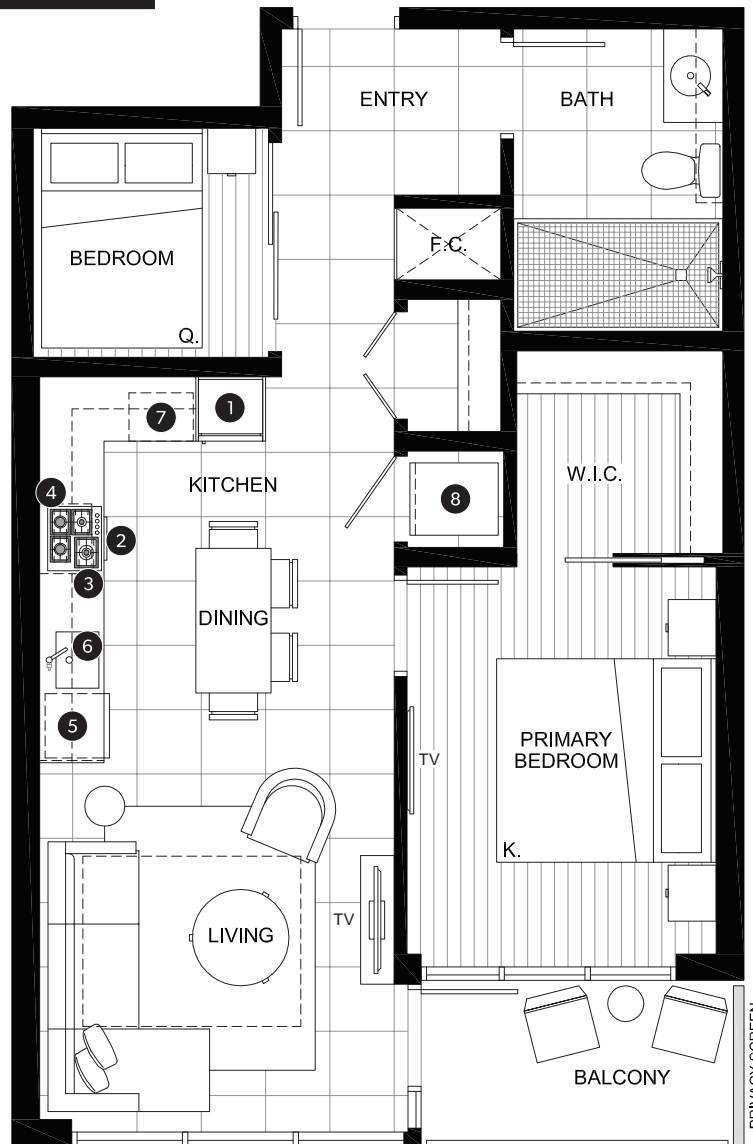 ENTRY
BATH
F.C.
BEDROOM
Q.
7
1
KITCHEN
W.I.C.
4
8
2
3
DINING
6
5
PRIMARY
BEDROOM
TV
K.
TV
LIVING
BALCONY
PRIVACY SCREEN